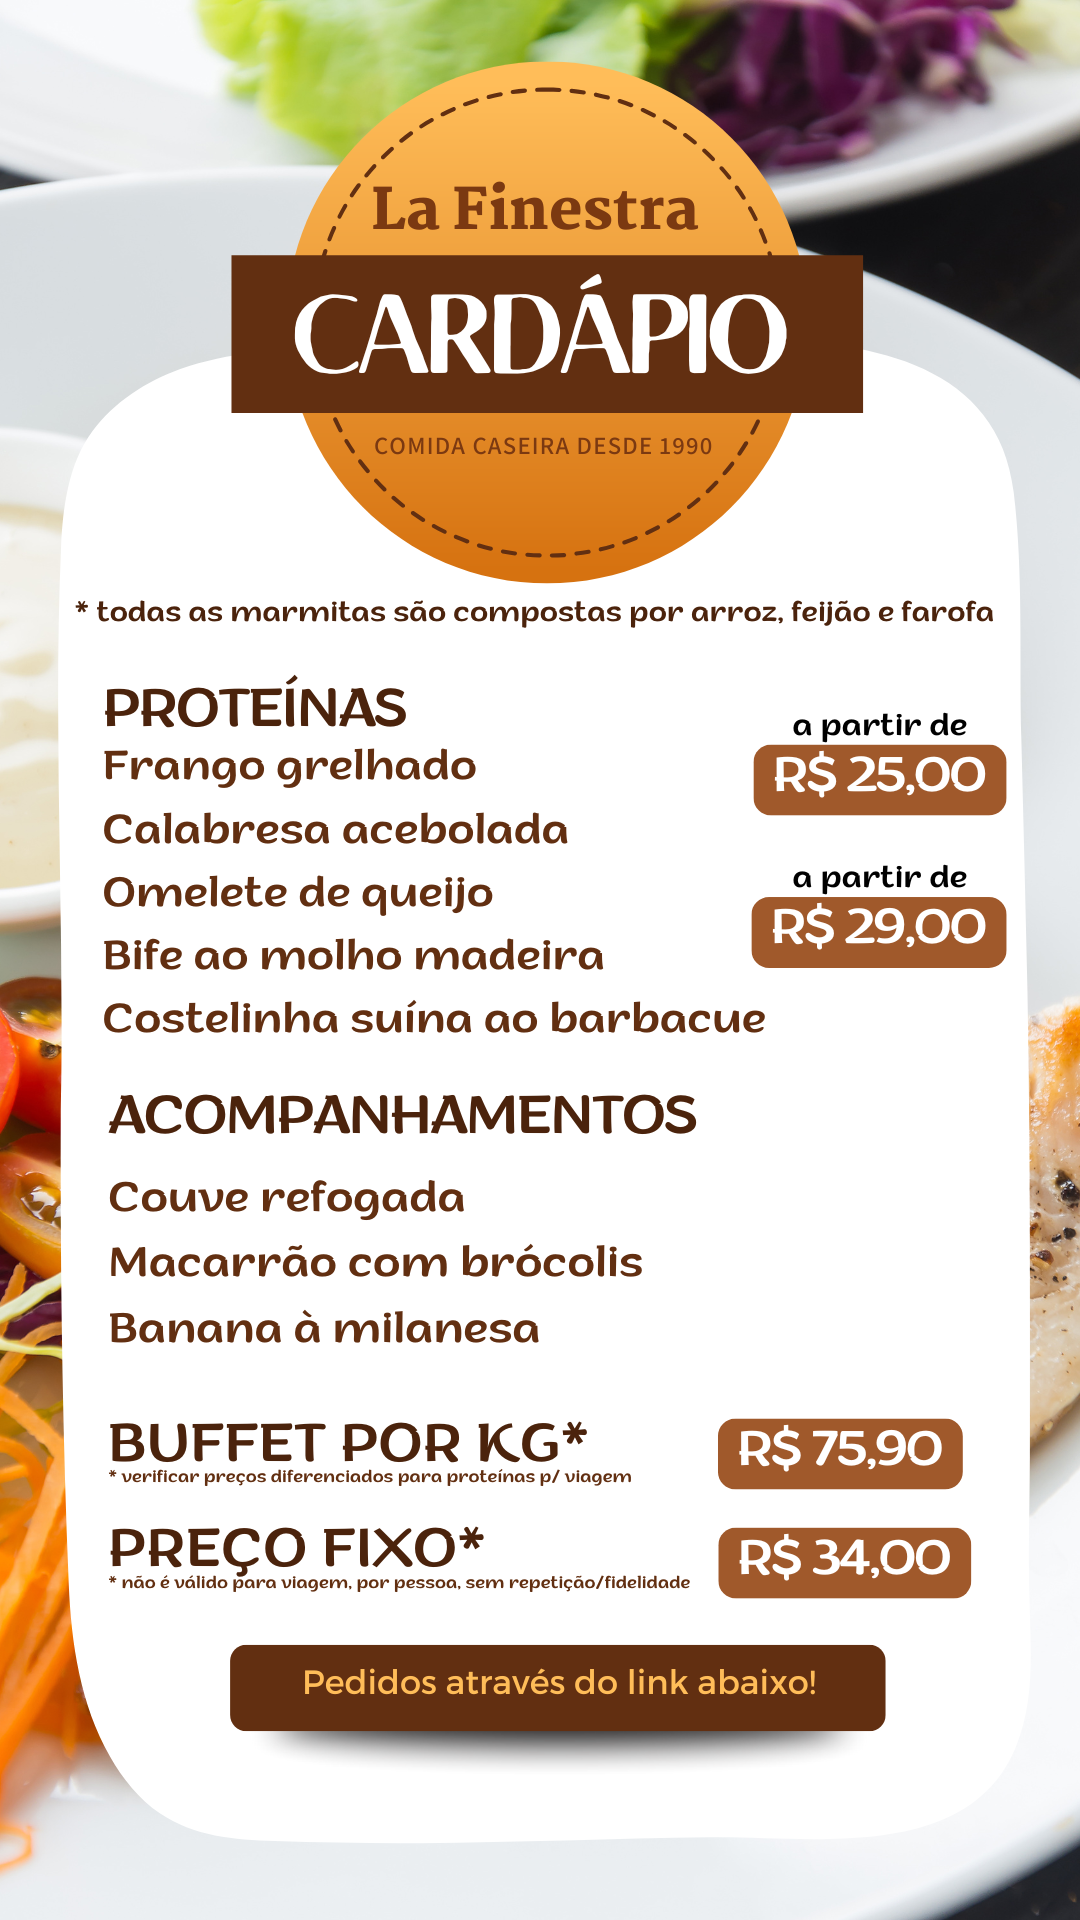 La Finestra
CARDÁPIO
COMIDA CASEIRA DESDE 1990
* todas as marmitas são compostas por arroz, feijão e farofa
PROTEÍNAS
Frango grelhado
Calabresa acebolada
Omelete de queijo
Bife ao molho madeira
Costelinha suína ao barbacue
a partir de
R$ 25,00
a partir de
R$ 29,00
ACOMPANHAMENTOS
Couve refogada
Macarrão com brócolis
Banana à milanesa
BUFFET POR KG*
R$ 75,90
* verificar preços diferenciados para proteínas p/ viagem
PREÇO FIXO*
R$ 34,00
* não é válido para viagem, por pessoa, sem repetição/fidelidade
Pedidos através do link abaixo!